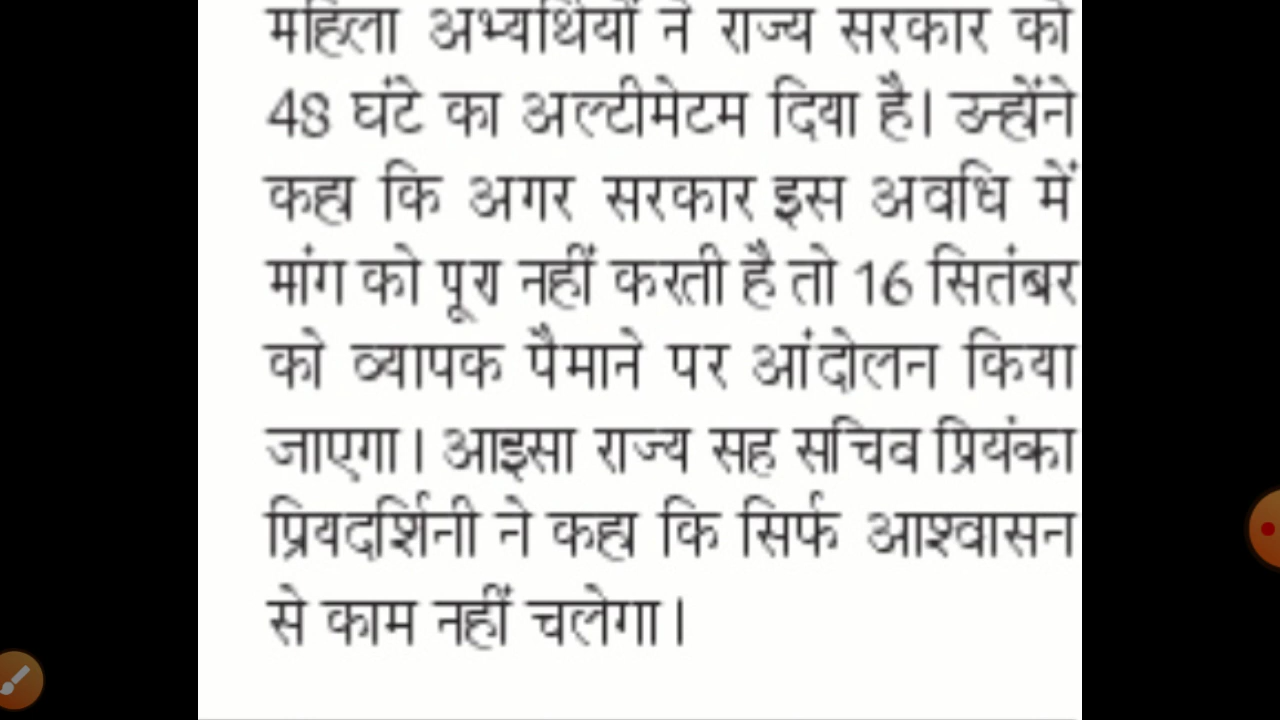 महिला अभ्यर्थियों ने राज्य सरकार को
48 घंटे का अल्टीमेटम दिया है। उन्होंने
कहा कि अगर सरकार इस अवधि में
मांग को पूरा नहीं करती है तो 16 सितंबर
को व्यापक पैमाने पर आंदोलन किया
जाएगा। आइसा राज्य सह सचिव प्रियंका
प्रियदर्शिनी ने कहा कि सिर्फ आश्वासन
से काम नहीं चलेगा।